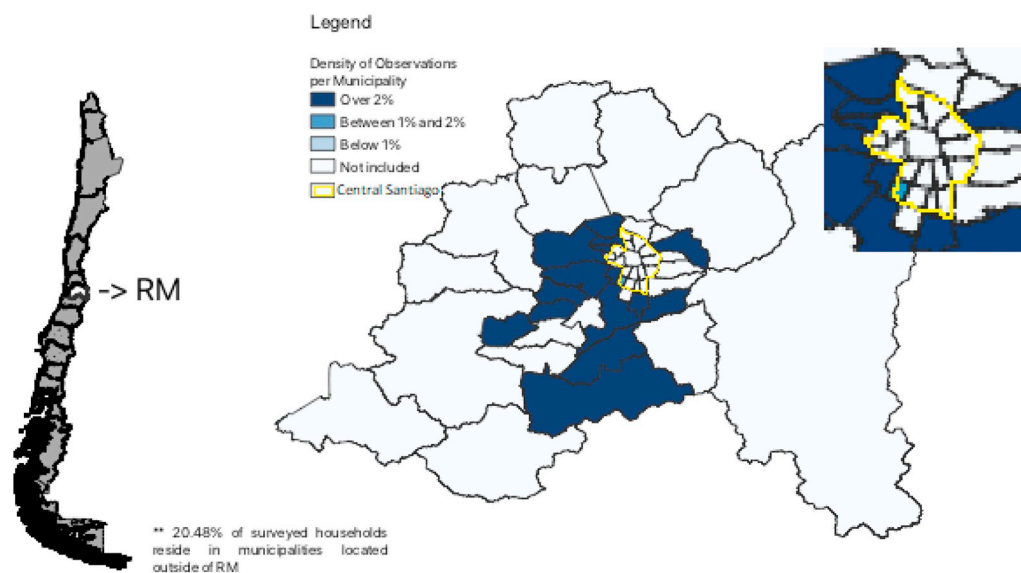 Legend
Density of Observations
per Municipality
Over 2%
Between 1% and 2%
Below 1%
Not included
Central Santiago
-> RM
** 20.48% of surveyed households
reside in municipalities located
outside of RM